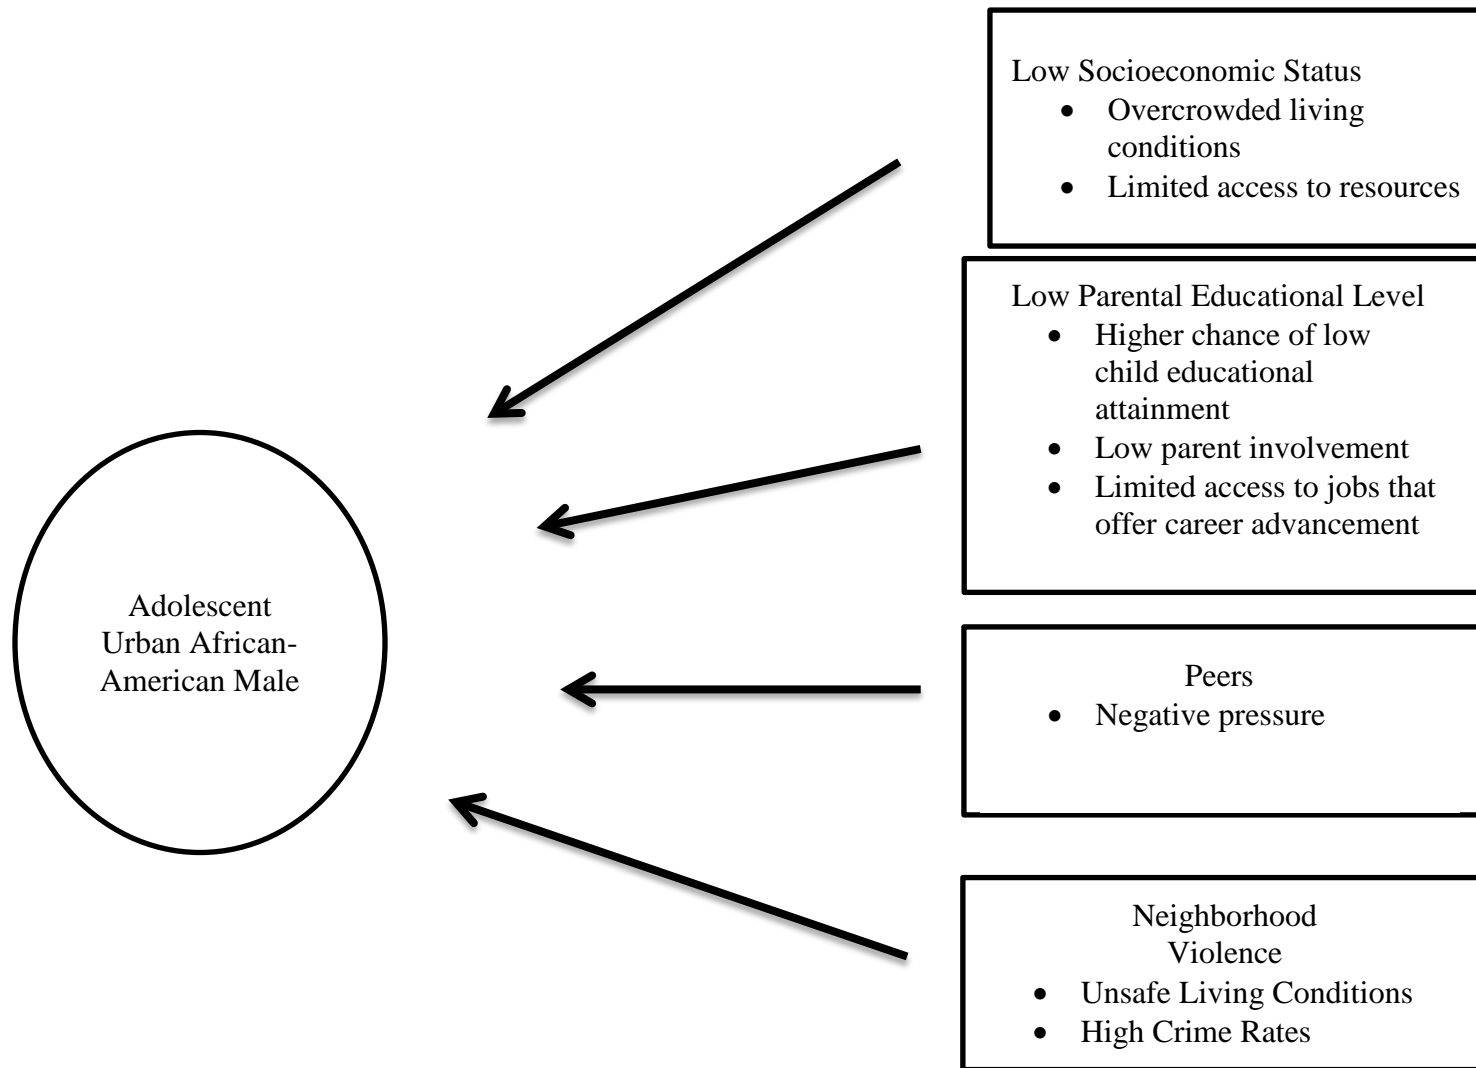 Low Socioeconomic Status
• Overcrowded living
conditions
• Limited access to resources
Low Parental Educational Level
• Higher chance of low
child educational
attainment
• Low parent involvement
• Limited access to jobs that
offer career advancement
Adolescent
Urban African-
American Male
Peers
• Negative pressure
Neighborhood
Violence
• Unsafe Living Conditions
• High Crime Rates